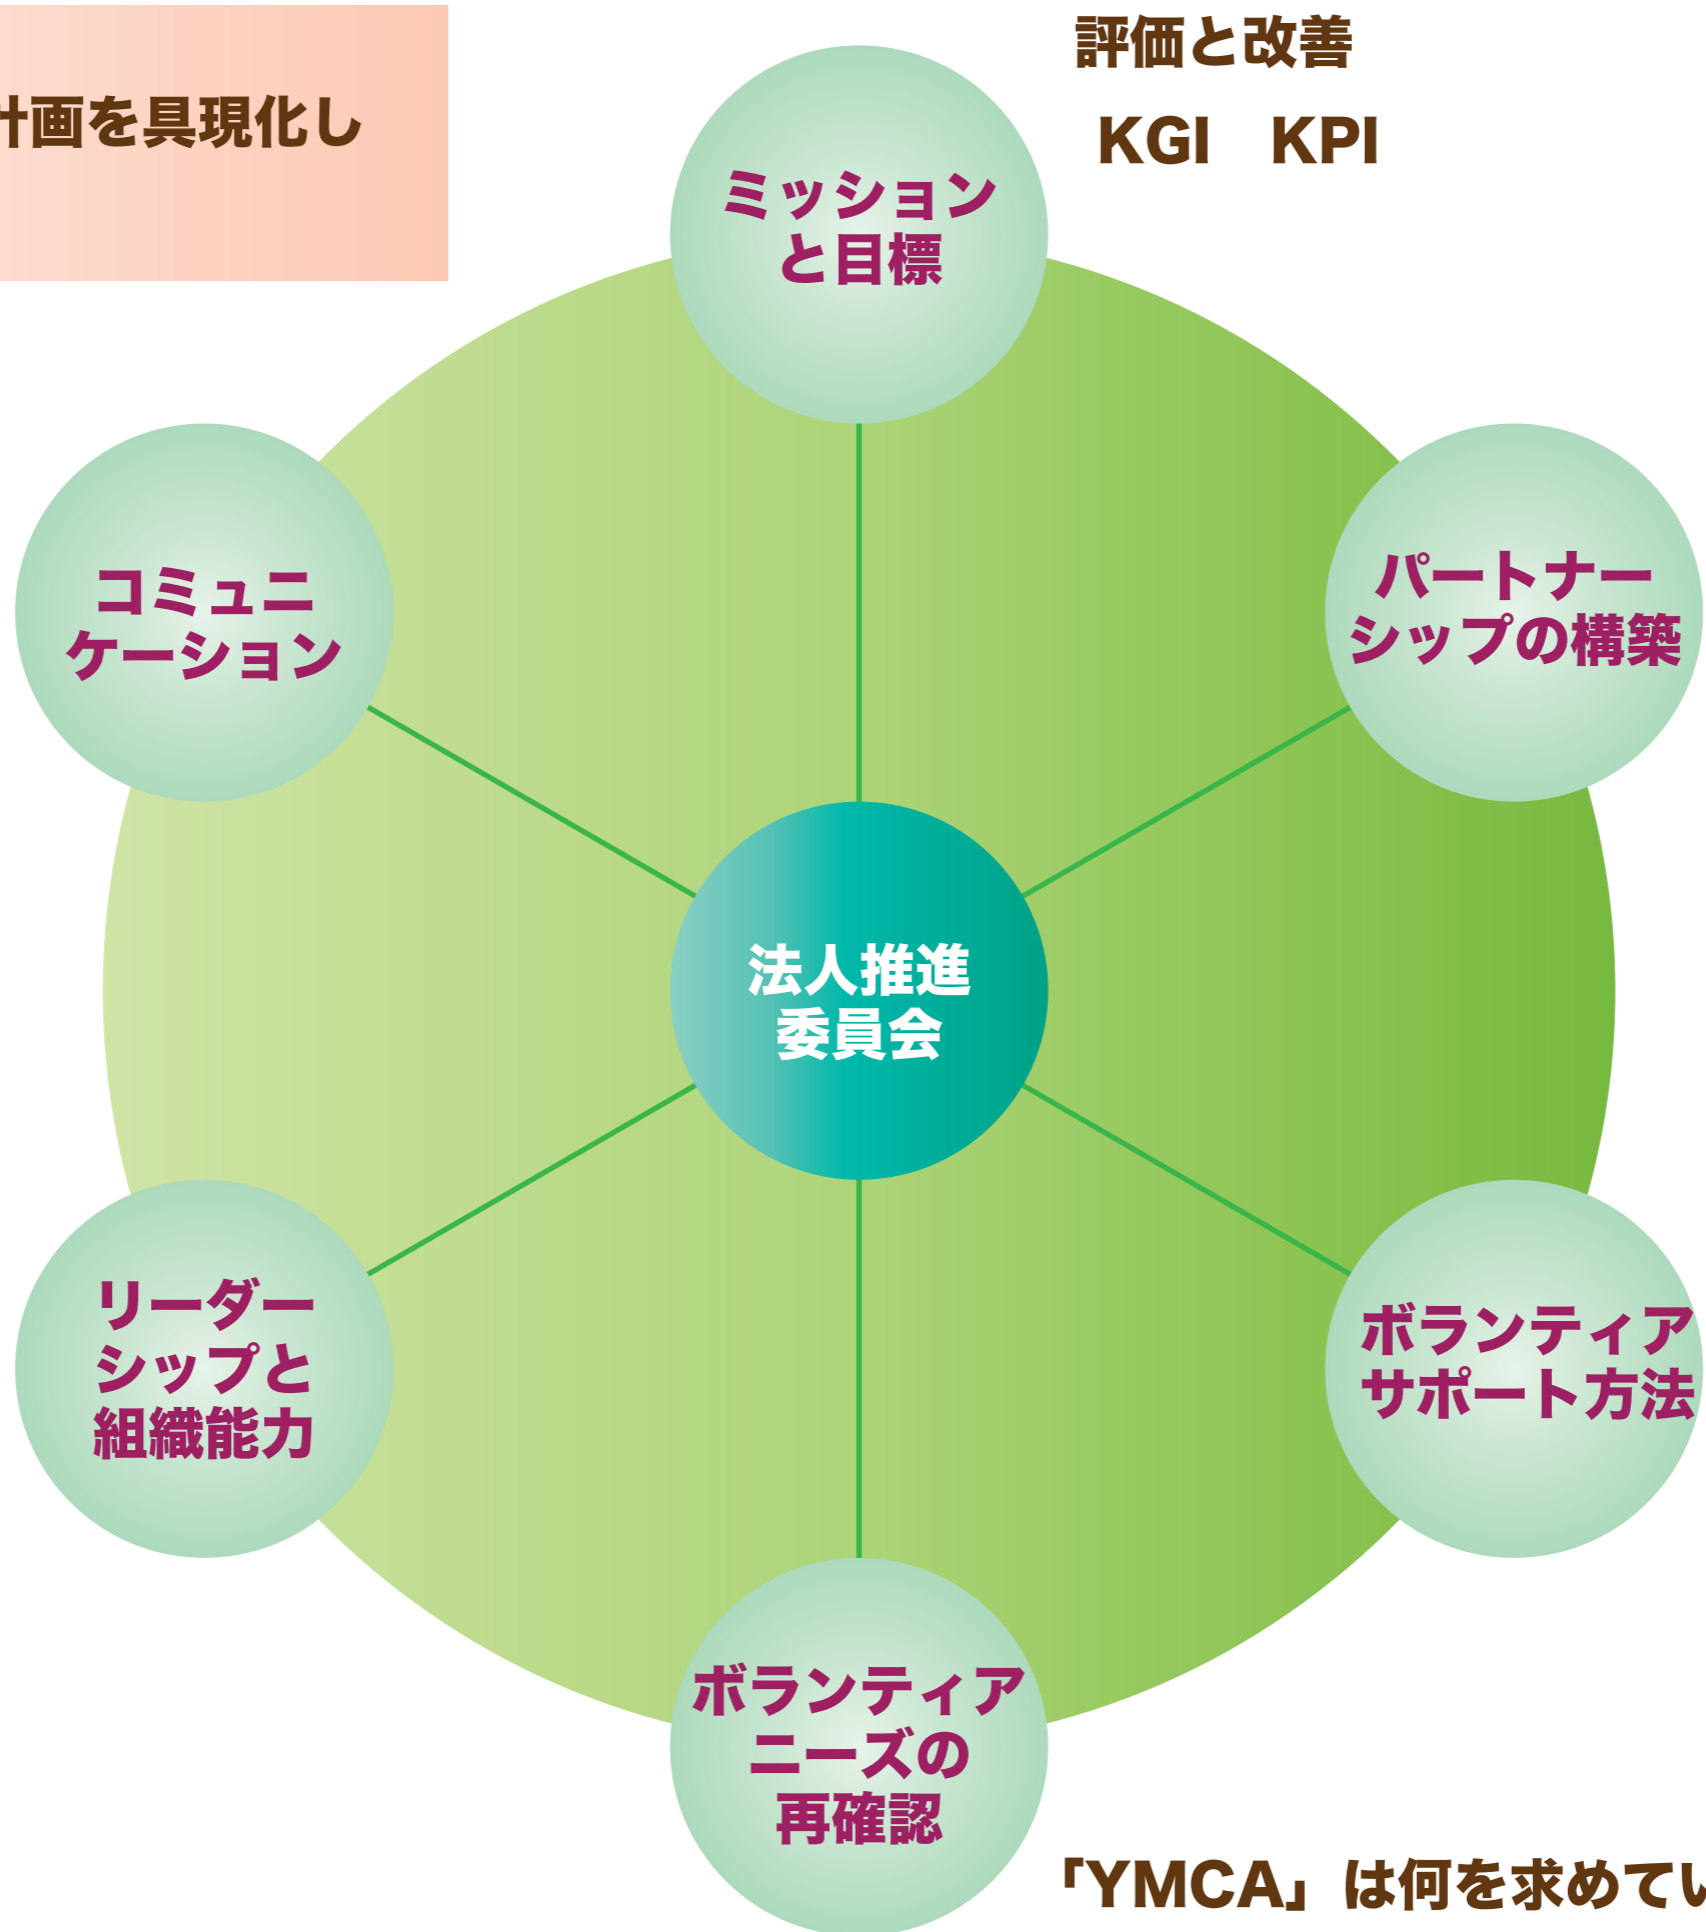 評価と改善
KGI　KPI
計画を具現化し
ミッション
と目標
コミュニ
ケーション
パートナー
シップの構築
法人推進
委員会
リーダー
シップと
組織能力
ボランティア
サポート方法
ボランティア
ニーズの
再確認
「YMCA」は何を求めてい